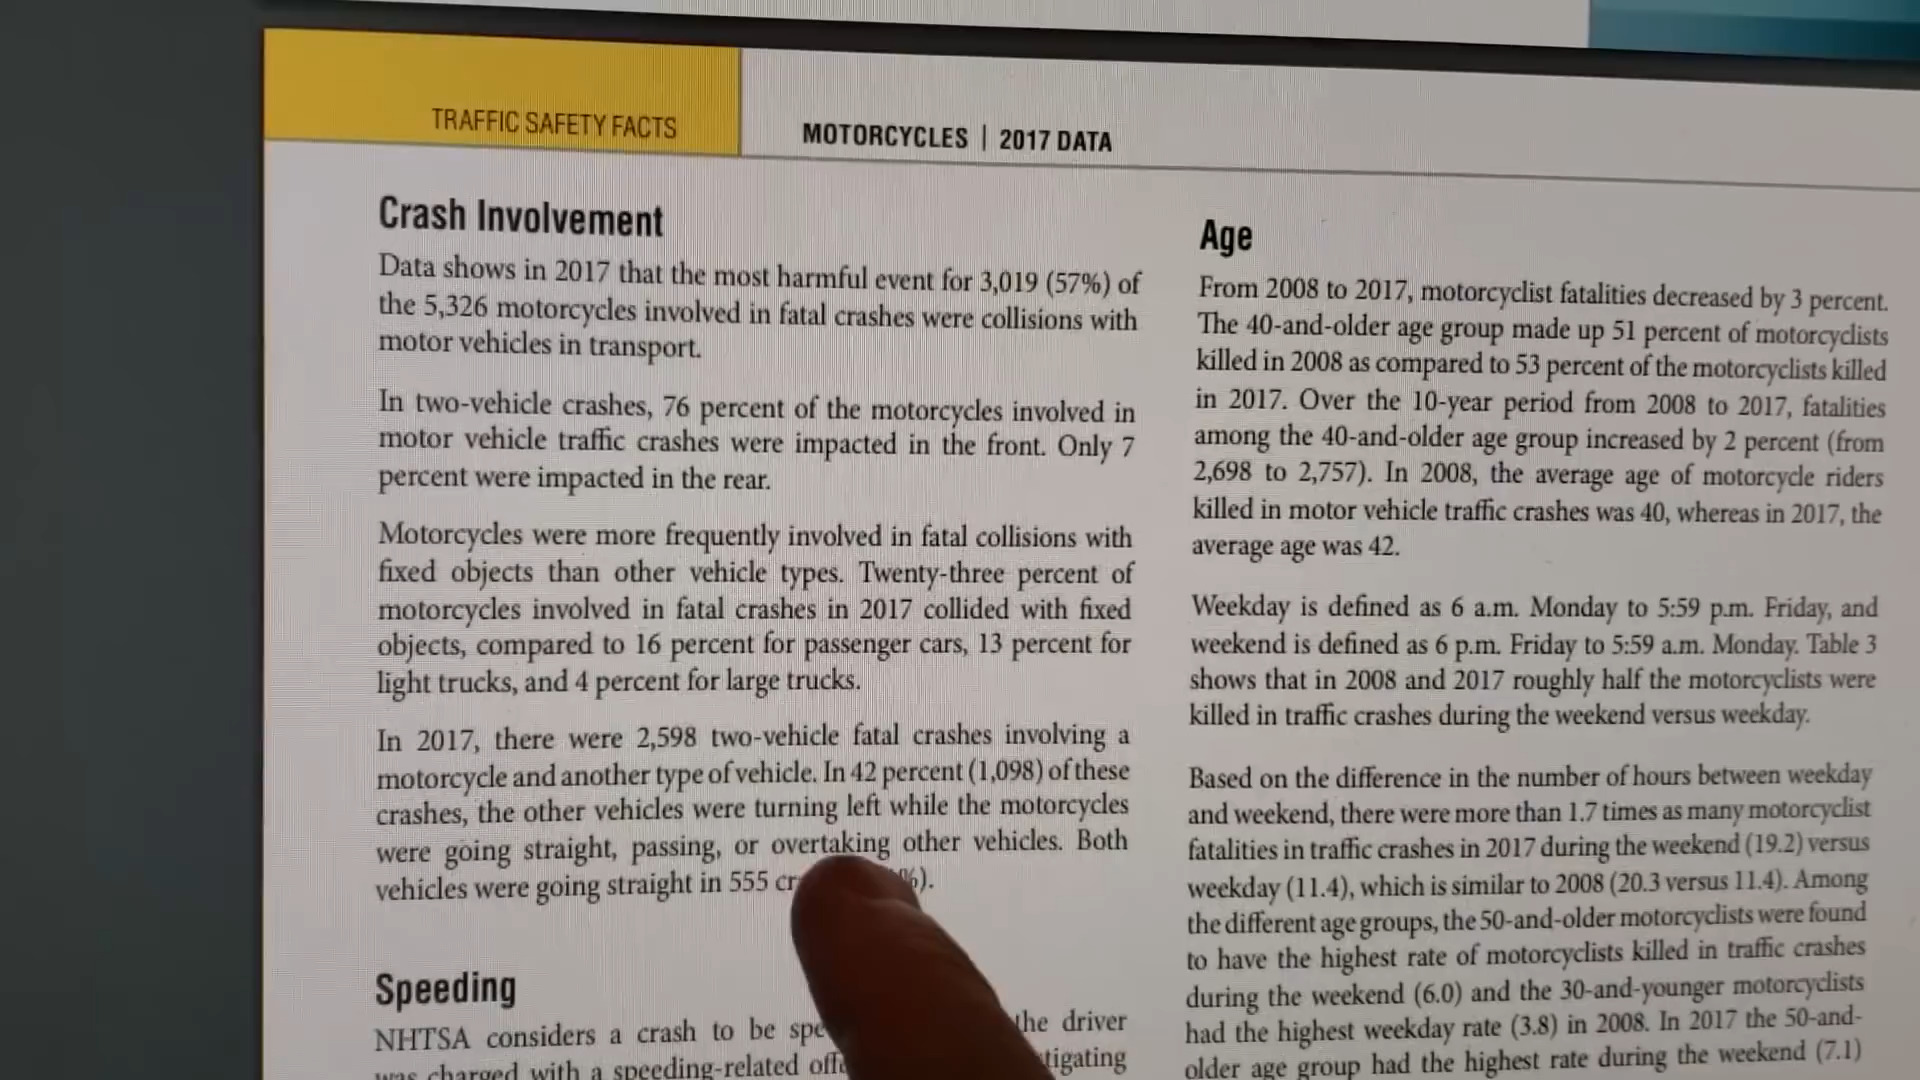 TRAFFIC SAFETY FACTS
MOTORCYCLES | 2017 DATA
Crash Involvement
Data shows in 2017 that the most harmful event for 3,019 (57%) of
the 5,326 motorcycles involved in fatal crashes were collisions with
motor vehicles in transport.
In two-vehicle crashes, 76 percent of the motorcycles involved in
motor vehicle traffic crashes were impacted in the front. Only 7
percent were impacted in the rear.
Motorcycles were more frequently involved in fatal collisions with
fixed objects than other vehicle types. Twenty-three percent of
motorcycles involved in fatal crashes in 2017 collided with fixed
objects, compared to 16 percent for passenger cars, 13 percent for
light trucks, and 4 percent for large trucks.
In 2017, there were 2,598 two-vehicle fatal crashes involving a
motorcycle and another type of vehicle. In 42 percent (1,098) of these
crashes, the other vehicles were turning left while the motorcycles
were going straight, passing, or overtaking other vehicles. Both
vehicles were going straight in 555 cr %).
Speeding
NHTSA considers a crash to be spe the driver
was charged with a speeding-related off tigating
Age
From 2008 to 2017, motorcyclist fatalities decreased by 3 percent.
The 40-and-older age group made up 51 percent of motorcyclists
killed in 2008 as compared to 53 percent of the motorcyclists killed
in 2017. Over the 10-year period from 2008 to 2017, fatalities
among the 40-and-older age group increased by 2 percent (from
2,698 to 2,757). In 2008, the average age of motorcycle riders
killed in motor vehicle traffic crashes was 40, whereas in 2017, the
average age was 42.
Weekday is defined as 6 a.m. Monday to 5:59 p.m. Friday, and
weekend is defined as 6 p.m. Friday to 5:59 a.m. Monday. Table 3
shows that in 2008 and 2017 roughly half the motorcyclists were
killed in traffic crashes during the weekend versus weekday.
Based on the difference in the number of hours between weekday
and weekend, there were more than 1.7 times as many motorcyclist
fatalities in traffic crashes in 2017 during the weekend (19.2) versus
weekday (11.4), which is similar to 2008 (20.3 versus 11.4). Among
the different age groups, the 50-and-older motorcyclists were found
to have the highest rate of motorcyclists killed in traffic crashes
during the weekend (6.0) and the 30-and-younger motorcyclists
had the highest weekday rate (3.8) in 2008. In 2017 the 50-and-
older age group had the highest rate during the weekend (7.1)